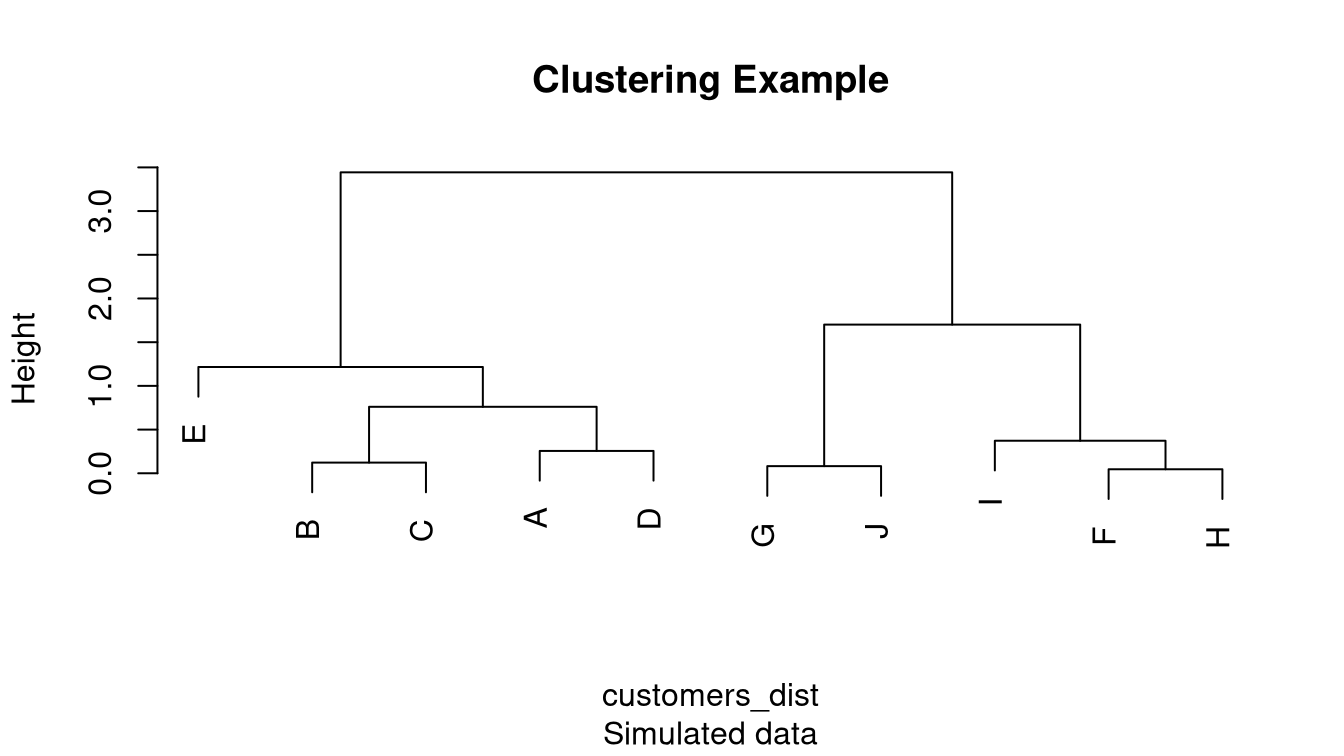 Clustering Example
Height
3.0
2.0
1.0
0.0
E
B
C
A
D
G
J
I
F
H
customers_dist
Simulated data